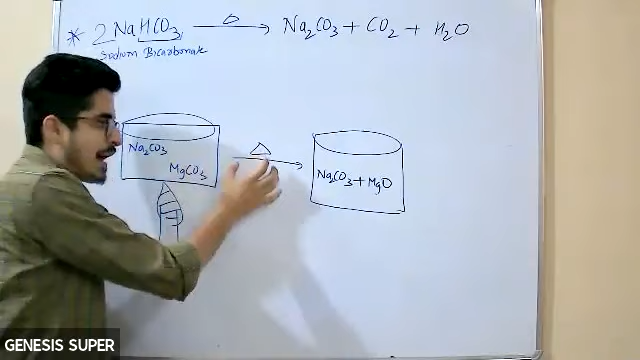 * 2 NaHCO₃ —Δ→ Na₂CO₃ + CO₂ + H₂O
Sodium Bicarbonate
Na₂CO₃
MgCO₃
Δ
Na₂CO₃ + MgO
GENESIS SUPER